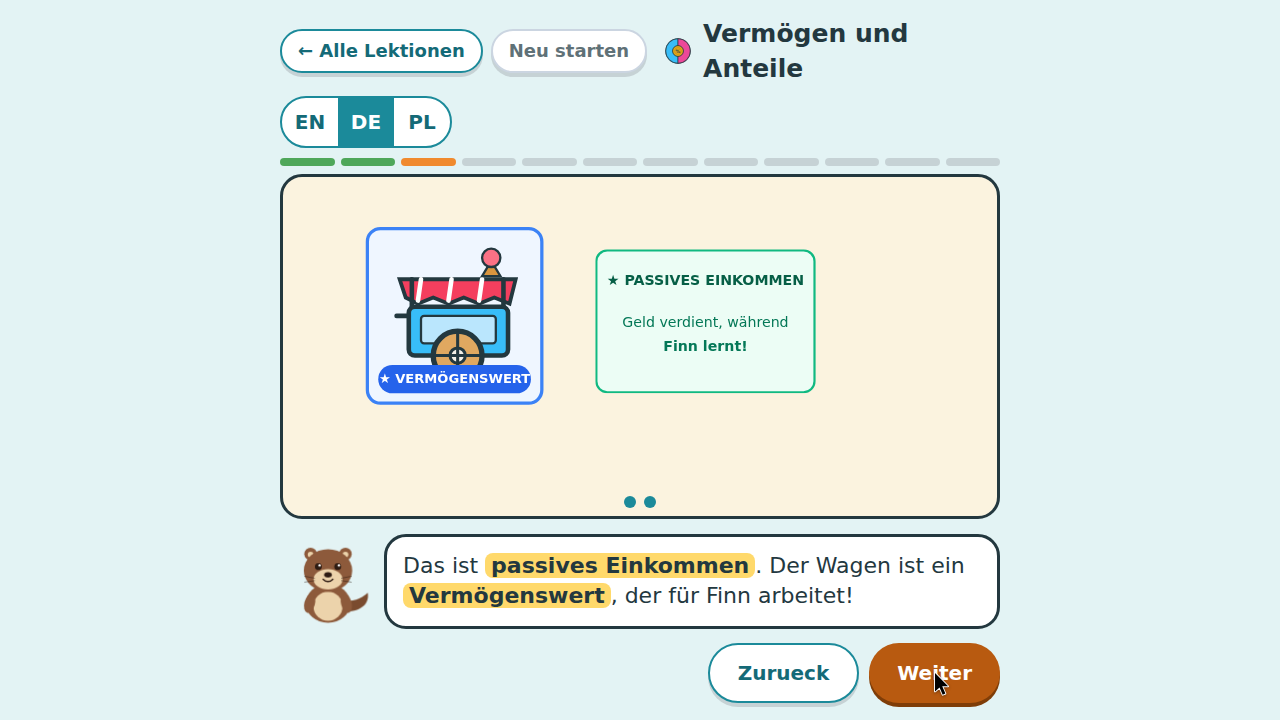 ← Alle Lektionen
Neu starten
Vermögen und
Anteile
EN DE PL
★ VERMÖGENSWERT
★ PASSIVES EINKOMMEN
Geld verdient, während
Finn lernt!
Das ist passives Einkommen. Der Wagen ist ein
Vermögenswert, der für Finn arbeitet!
Zurueck
Weiter